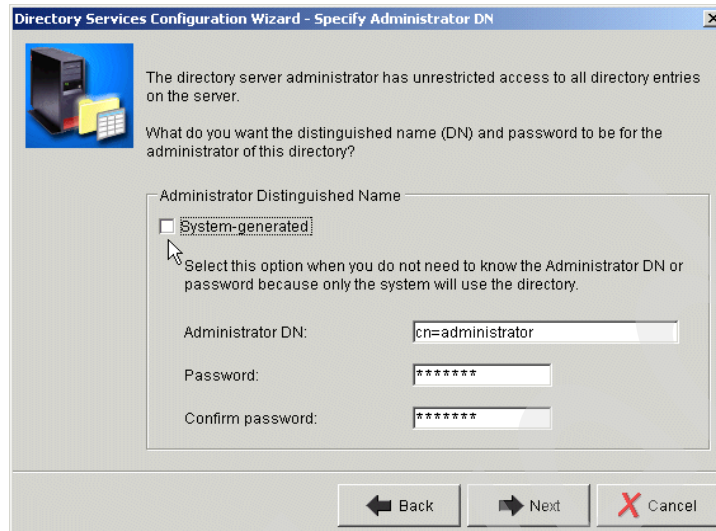 Directory Services Configuration Wizard - Specify Administrator DN
The directory server administrator has unrestricted access to all directory entries
on the server.
What do you want the distinguished name (DN) and password to be for the
administrator of this directory?
Administrator Distinguished Name
System-generated
Select this option when you do not need to know the Administrator DN or
password because only the system will use the directory.
Administrator DN: cn=administrator
Password: *******
Confirm password: *******
Back Next Cancel